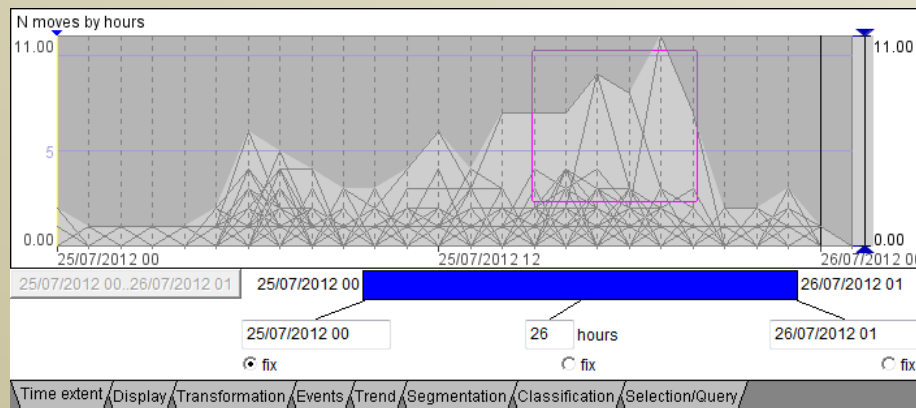 N moves by hours
11.00 11.00
5
0.00 0.00
25/07/2012 00 25/07/2012 12 26/07/2012 00
25/07/2012 00..26/07/2012 01 25/07/2012 00 26/07/2012 01
25/07/2012 00 26 hours 26/07/2012 01
fix fix fix
Time extent Display Transformation Events Trend Segmentation Classification Selection/Query